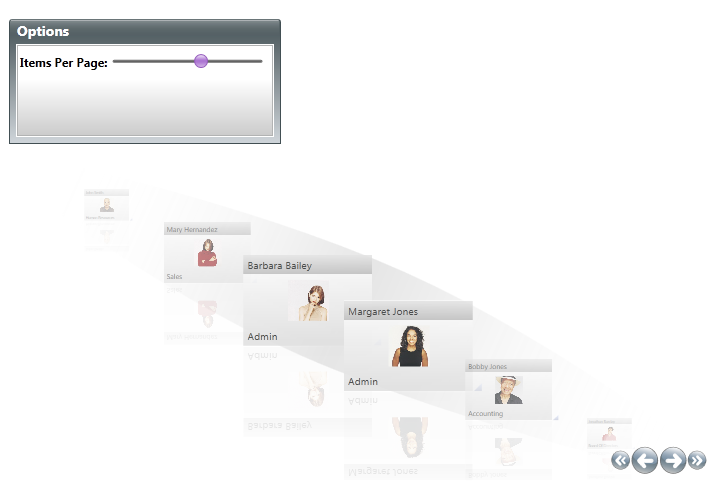 Options
Items Per Page:
Mary Hernandez
Sales
Barbara Bailey
Admin
Margaret Jones
Admin
Bobby Jones
Accounting